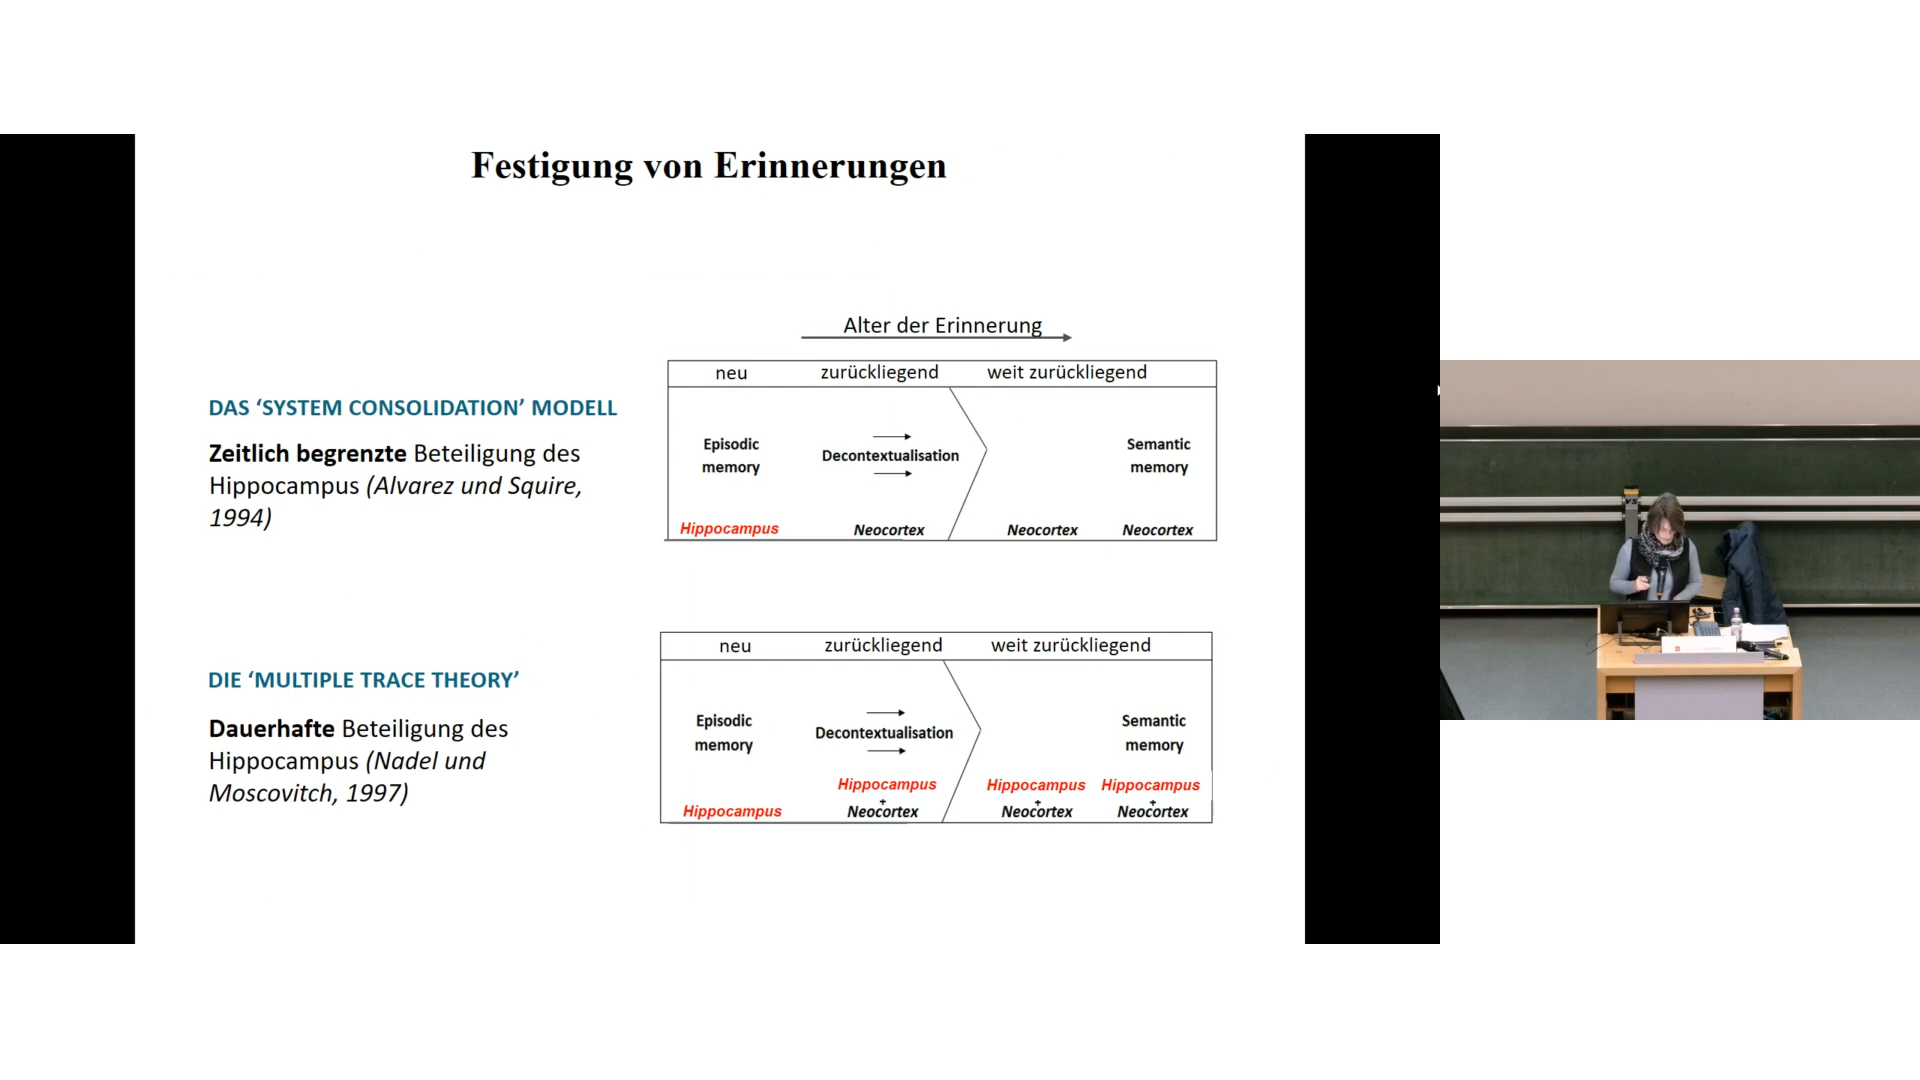 Festigung von Erinnerungen
Alter der Erinnerung
neu zurückliegend weit zurückliegend
DAS ‘SYSTEM CONSOLIDATION’ MODELL
Zeitlich begrenzte Beteiligung des
Hippocampus (Alvarez und Squire,
1994)
Episodic
memory
Decontextualisation
Semantic
memory
Hippocampus Neocortex Neocortex Neocortex
neu zurückliegend weit zurückliegend
DIE ‘MULTIPLE TRACE THEORY’
Dauerhafte Beteiligung des
Hippocampus (Nadel und
Moscovitch, 1997)
Episodic
memory
Decontextualisation
Semantic
memory
Hippocampus Hippocampus Hippocampus
+ + +
Hippocampus Neocortex Neocortex Neocortex